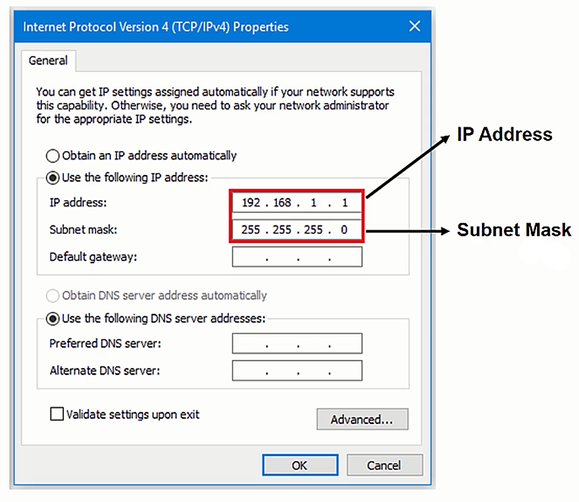 Internet Protocol Version 4 (TCP/IPv4) Properties
General
You can get IP settings assigned automatically if your network supports
this capability. Otherwise, you need to ask your network administrator
for the appropriate IP settings.
Obtain an IP address automatically
Use the following IP address:
IP address: 192 . 168 . 1 . 1
IP Address
Subnet mask: 255 . 255 . 255 . 0
Subnet Mask
Default gateway: . . .
Obtain DNS server address automatically
Use the following DNS server addresses:
Preferred DNS server: . . .
Alternate DNS server: . . .
Validate settings upon exit
Advanced...
OK Cancel